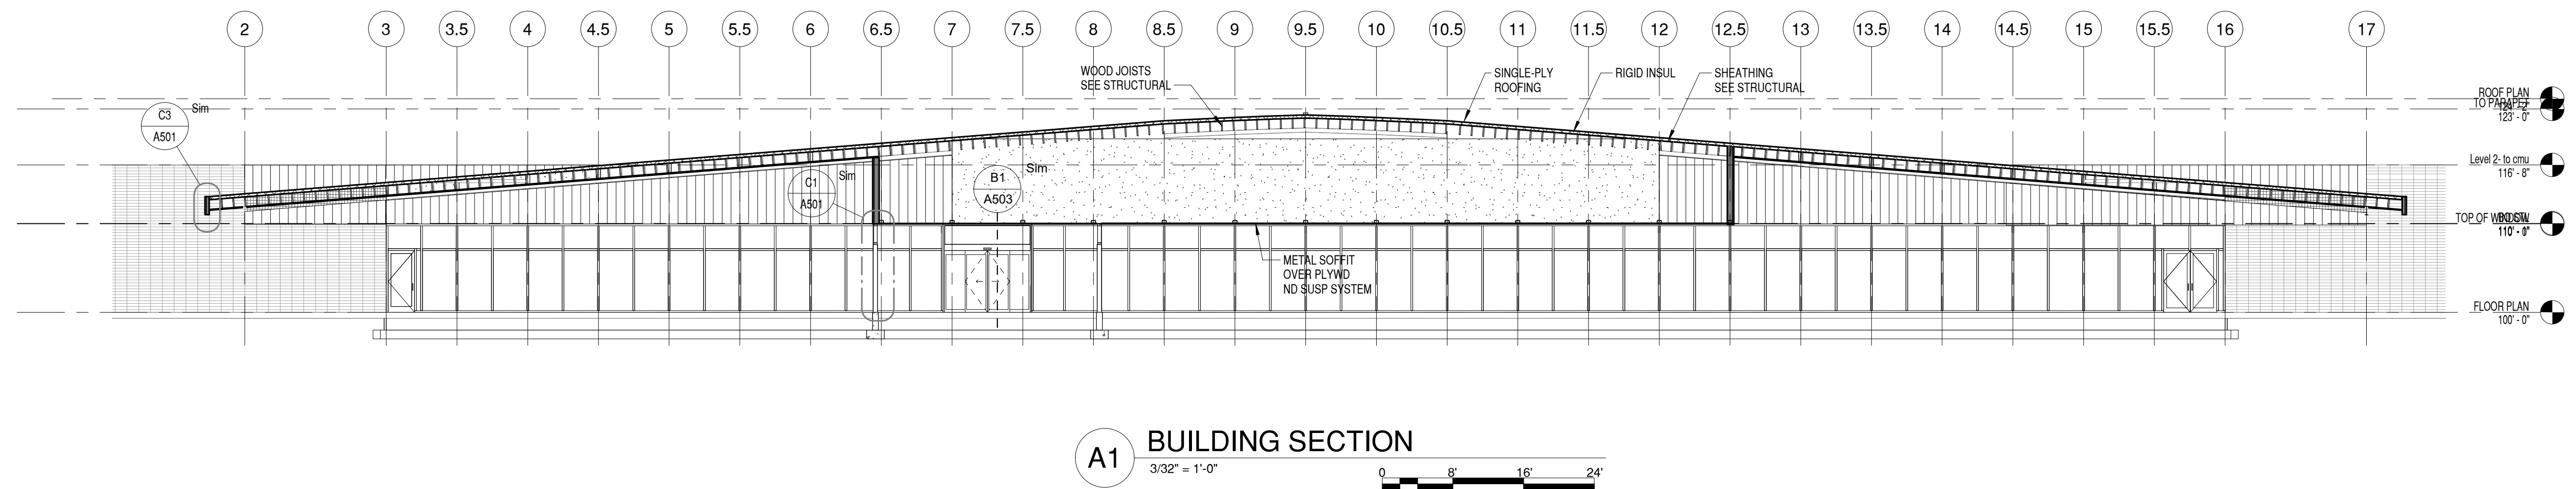 2 3 3.5 4 4.5 5 5.5 6 6.5 7 7.5 8 8.5 9 9.5 10 10.5 11 11.5 12 12.5 13 13.5 14 14.5 15 15.5 16 17
WOOD JOISTS
SEE STRUCTURAL
SINGLE-PLY
ROOFING
RIGID INSUL
SHEATHING
SEE STRUCTURAL
C3
A501
Sim
ROOF PLAN
TO PARAPET
123' - 0"
C1
A501
Sim
B1
A503
Sim
Level 2- to cmu
116' - 8"
TOP OF WINDOW
110' - 0"
METAL SOFFIT
OVER PLYWD
ND SUSP SYSTEM
FLOOR PLAN
100' - 0"
A1
BUILDING SECTION
3/32" = 1'-0"
0 8' 16' 24'